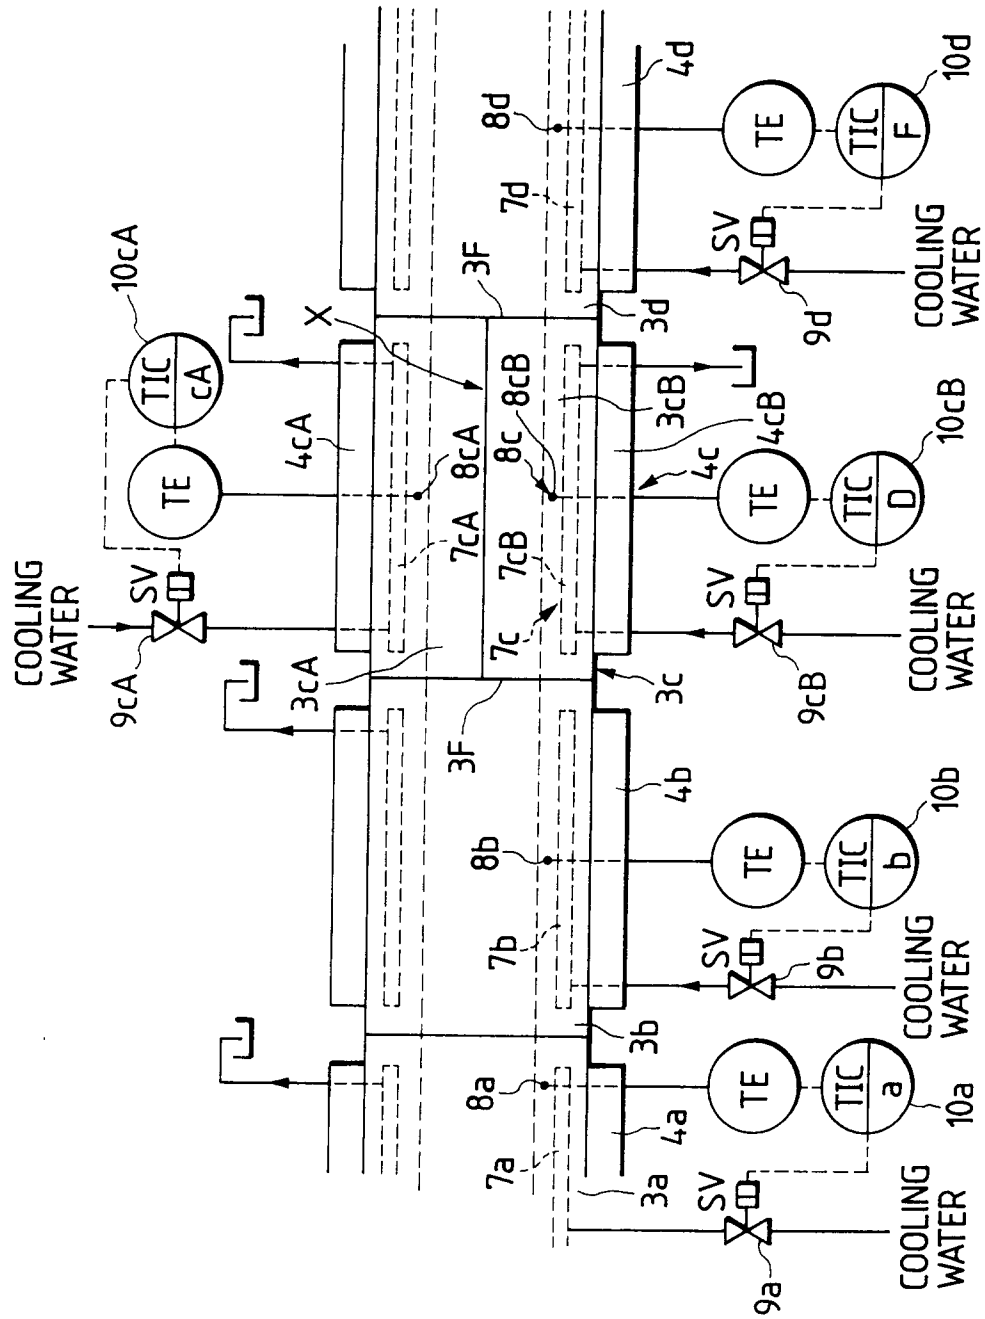 COOLING
WATER
9cA
SV
TE
TIC
cA
10cA
4cA
X
3F
3cA
7cA
8cA
3F
7c
7cB
8c
8cB
8d
7d
4d
3d
3cB
4cB
4c
3c
8b
7b
4b
3b
8a
7a
4a
3a
SV
9a
TE
TIC
a
10a
COOLING
WATER
SV
9b
TE
TIC
b
10b
COOLING
WATER
SV
9cB
TE
TIC
D
10cB
COOLING
WATER
SV
9d
TE
TIC
F
10d
COOLING
WATER